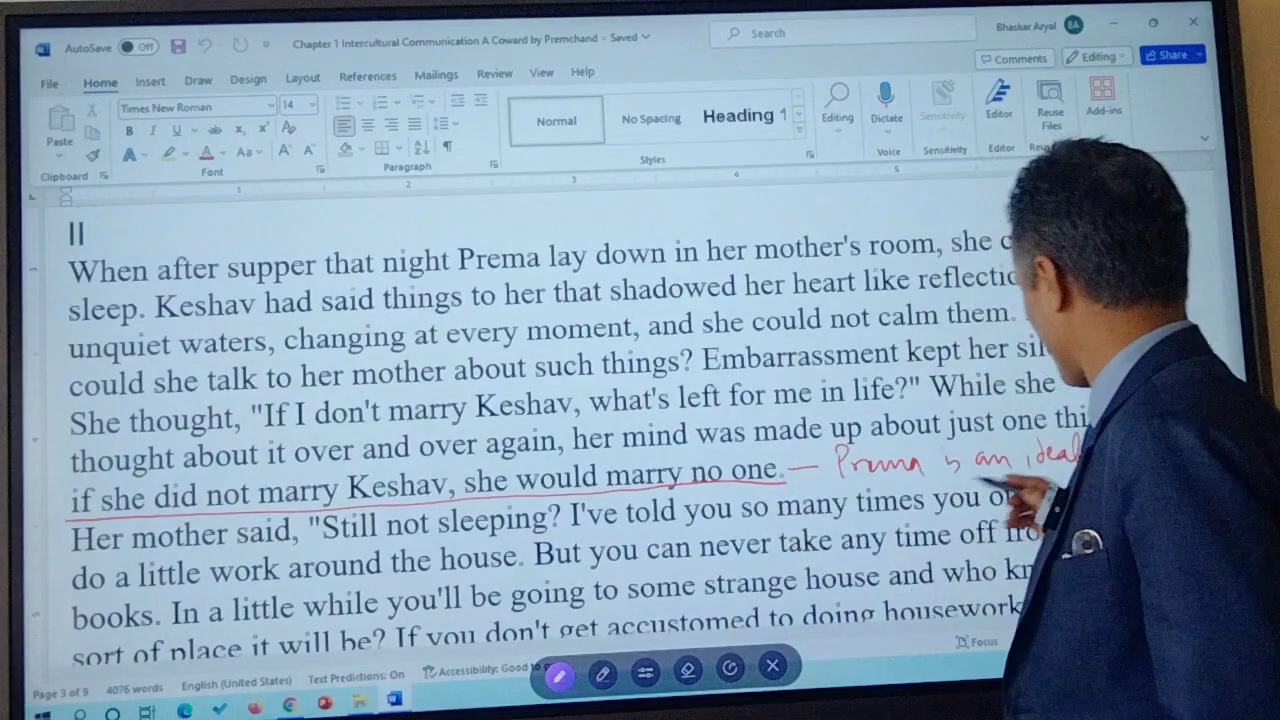 AutoSave Off Chapter 1 Intercultural Communication A Coward by Premchand - Saved Search Bhaskar Aryal BA
File Home Insert Draw Design Layout References Mailings Review View Help Comments Editing Share
Times New Roman 14 Normal No Spacing Heading 1
Paste Editing Dictate Sensitivity Editor Reuse Files Add-ins
Clipboard Font Paragraph Styles Voice Sensitivity Editor
1 2 3 4 5
II
When after supper that night Prema lay down in her mother's room, she
sleep. Keshav had said things to her that shadowed her heart like
unquiet waters, changing at every moment, and she could not calm them.
could she talk to her mother about such things? Embarrassment kept her
She thought, "If I don't marry Keshav, what's left for me in life?" While she
thought about it over and over again, her mind was made up about just one
if she did not marry Keshav, she would marry no one. — Prema is an ideal
Her mother said, "Still not sleeping? I've told you so many times you
do a little work around the house. But you can never take any time off
books. In a little while you'll be going to some strange house and who
sort of place it will be? If you don't get accustomed to doing housework
Page 3 of 9 4076 words English (United States) Text Predictions: On Accessibility: Good Focus